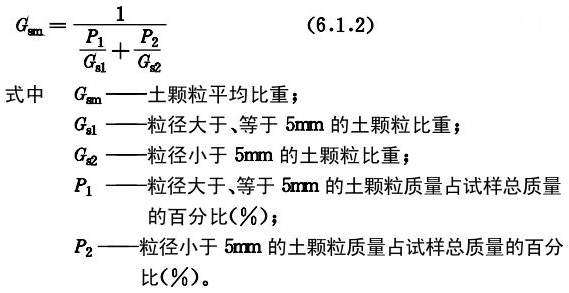 G_{sm} = \frac{1}{\frac{P_1}{G_{s1}} + \frac{P_2}{G_{s2}}} (6.1.2)
式中 G_{sm}——土颗粒平均比重；
G_{s1}——粒径大于、等于 5mm 的土颗粒比重；
G_{s2}——粒径小于 5mm 的土颗粒比重；
P_1——粒径大于、等于 5mm 的土颗粒质量占试样总质量
的百分比(%)；
P_2——粒径小于 5mm 的土颗粒质量占试样总质量的百分
比(%)。